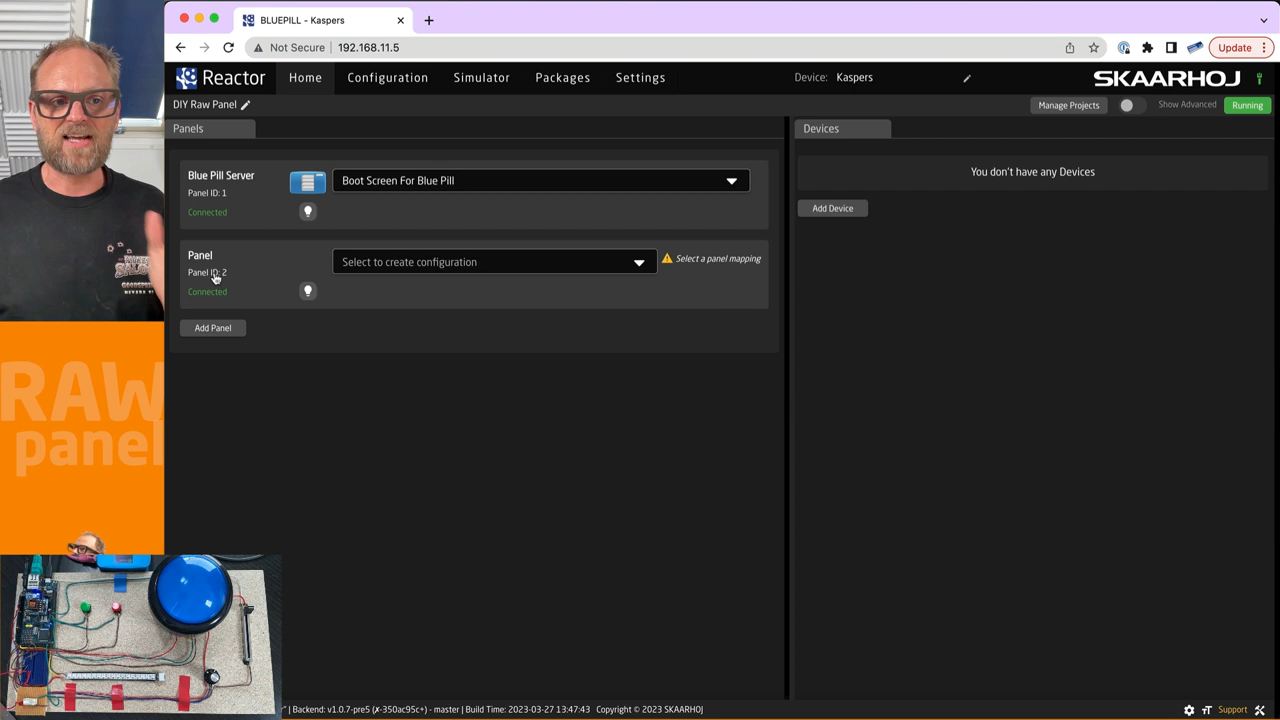 BLUEPILL - Kaspers
Not Secure
192.168.11.5
Update
Reactor
Home
Configuration
Simulator
Packages
Settings
Device:
Kaspers
SKAARHOJ
DIY Raw Panel
Manage Projects
Show Advanced
Running
Panels
Devices
Blue Pill Server
Panel ID: 1
Connected
Boot Screen For Blue Pill
You don't have any Devices
Add Device
Panel
Panel ID: 2
Connected
Select to create configuration
Select a panel mapping
Add Panel
RAW
panel
" | Backend: v1.0.7-pre5 (✗-350ac95c+) - master | Build Time: 2023-03-27 13:47:43 Copyright © 2023 SKAARHOJ
Support